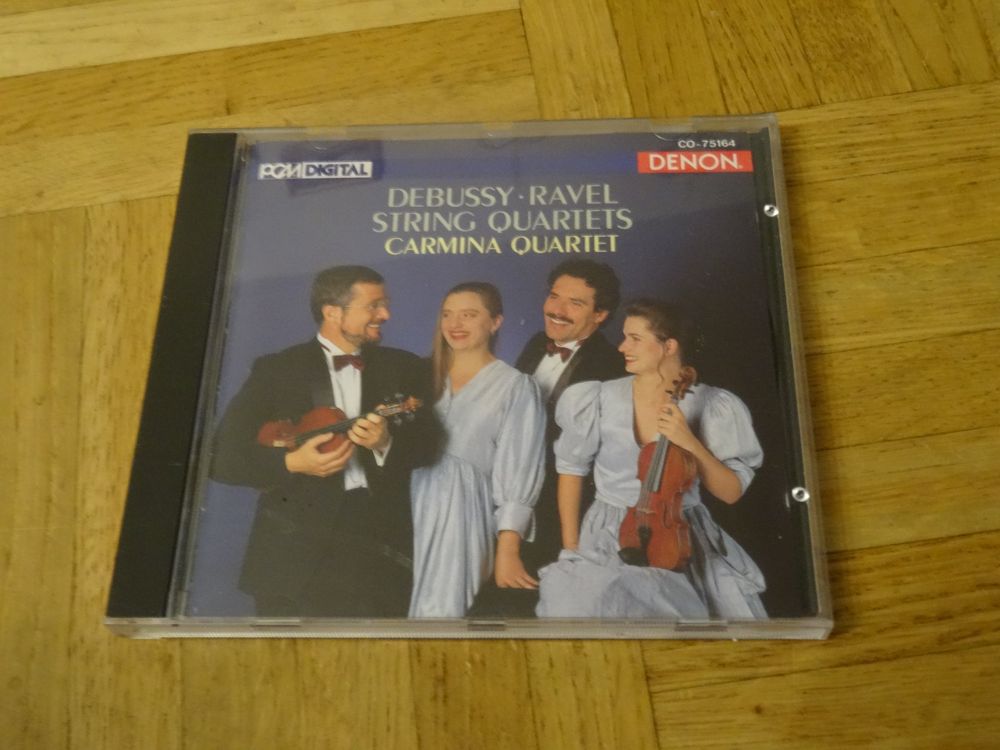 CO-75164
PCM DIGITAL
DENON
DEBUSSY · RAVEL
STRING QUARTETS
CARMINA QUARTET